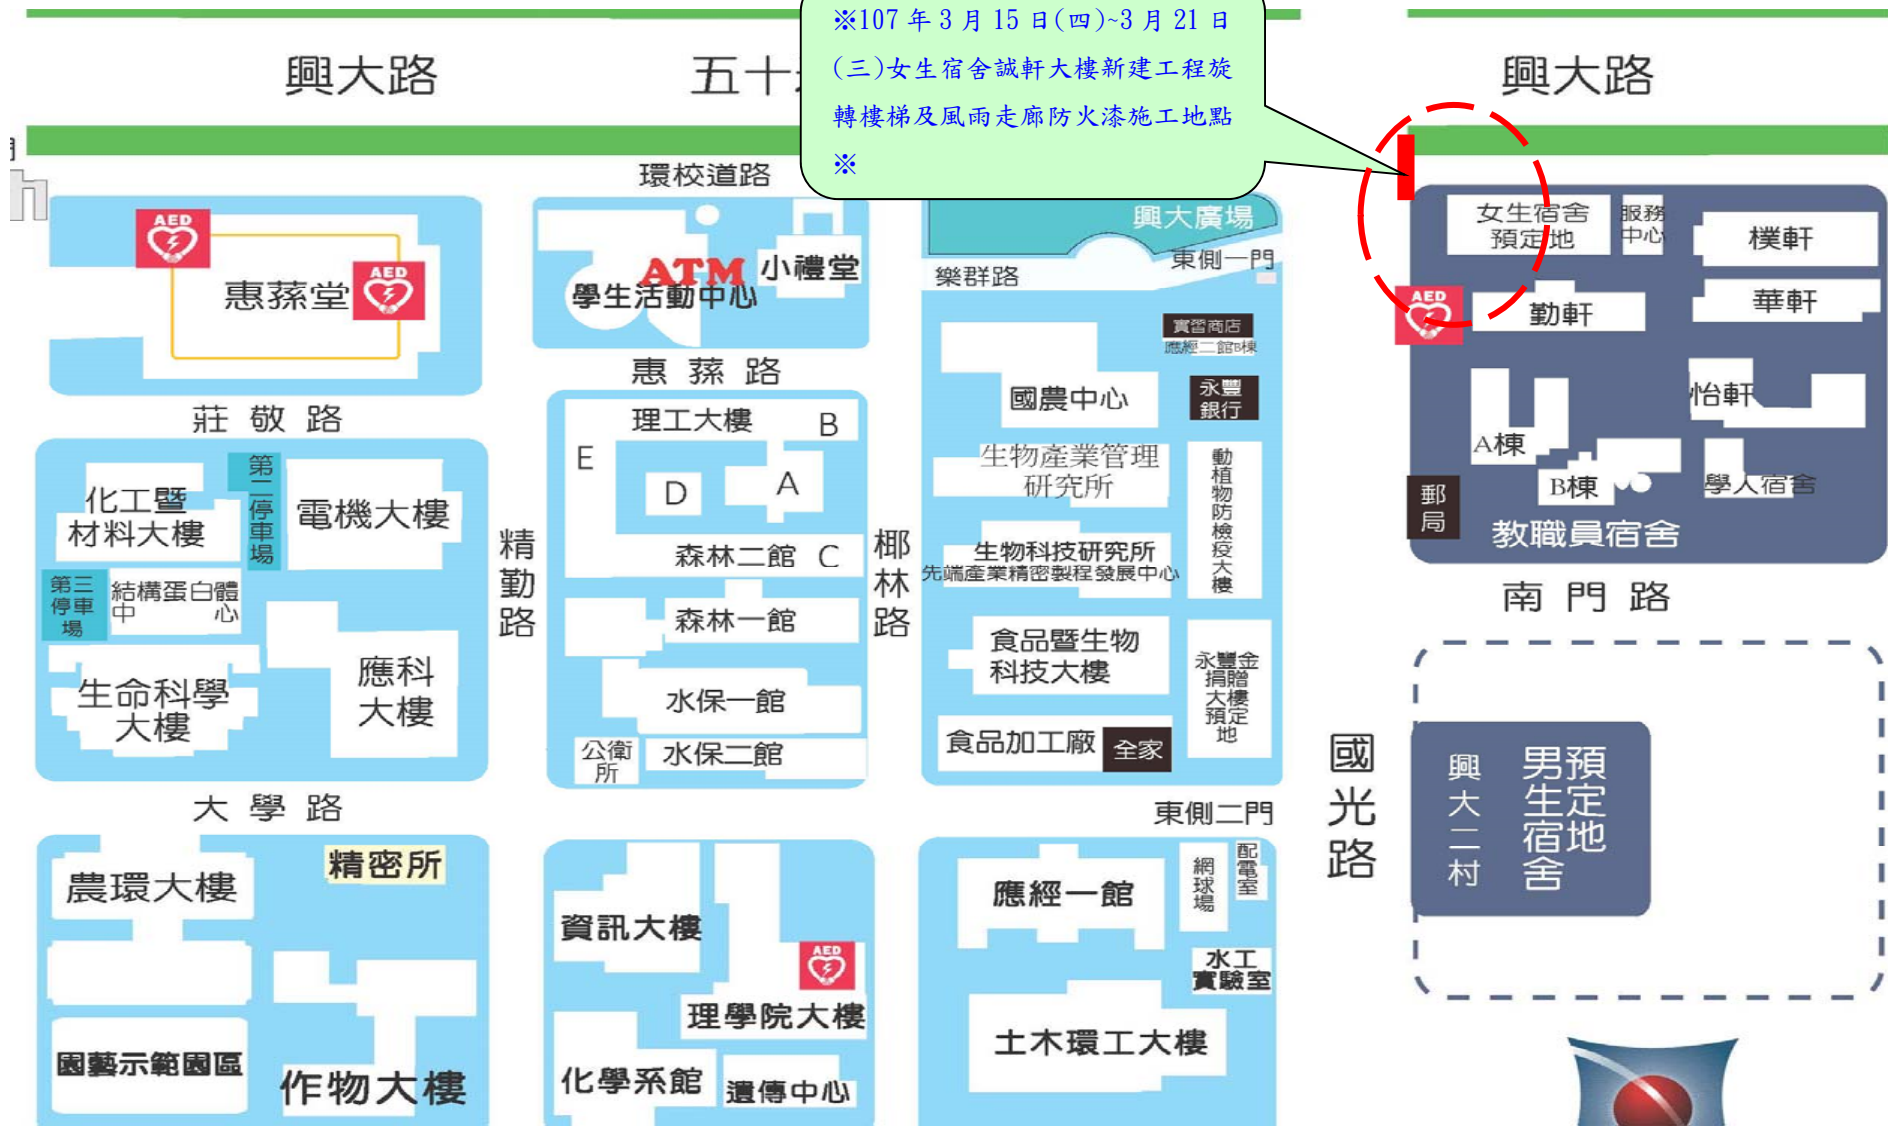 ※107 年 3 月 15 日(四)~3 月 21 日
(三)女生宿舍誠軒大樓新建工程旋
轉樓梯及風雨走廊防火漆施工地點
※
興大路
五十
興大路
環校道路
AED
AED
惠蓀堂
ATM
學生活動中心
小禮堂
興大廣場
東側一門
樂群路
實習商店
應經二館B棟
國農中心
永豐
銀行
女生宿舍
預定地
服務
中心
樸軒
AED
勤軒
華軒
怡軒
A棟
B棟
學人宿舍
郵
局
教職員宿舍
莊敬路
惠蓀路
化工暨
材料大樓
第二停車場
電機大樓
第三
停車
場
結構蛋白體
中心
生命科學
大樓
應科
大樓
精勤路
理工大樓
B
E
D
A
森林二館 C
森林一館
水保一館
公衛
所
水保二館
椰林路
生物產業管理
研究所
動植物防檢疫大樓
生物科技研究所
先端產業精密製程發展中心
食品暨生物
科技大樓
永豐金
捐贈
大樓
預定
地
食品加工廠
全家
南門路
國光路
興大二村
男生宿舍
預定地
大學路
東側二門
農環大樓
精密所
園藝示範園區
作物大樓
資訊大樓
AED
理學院大樓
化學系館
遺傳中心
應經一館
網球場
配電室
水工
實驗室
土木環工大樓